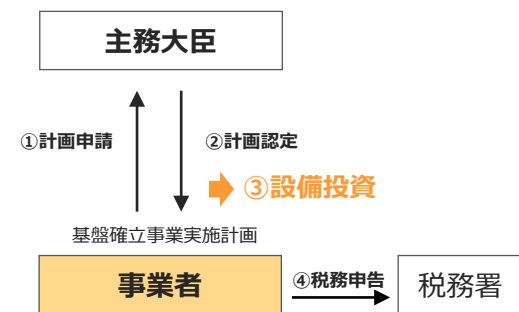 主務大臣
①計画申請
②計画認定
③設備投資
基盤確立事業実施計画
事業者
④税務申告
税務署